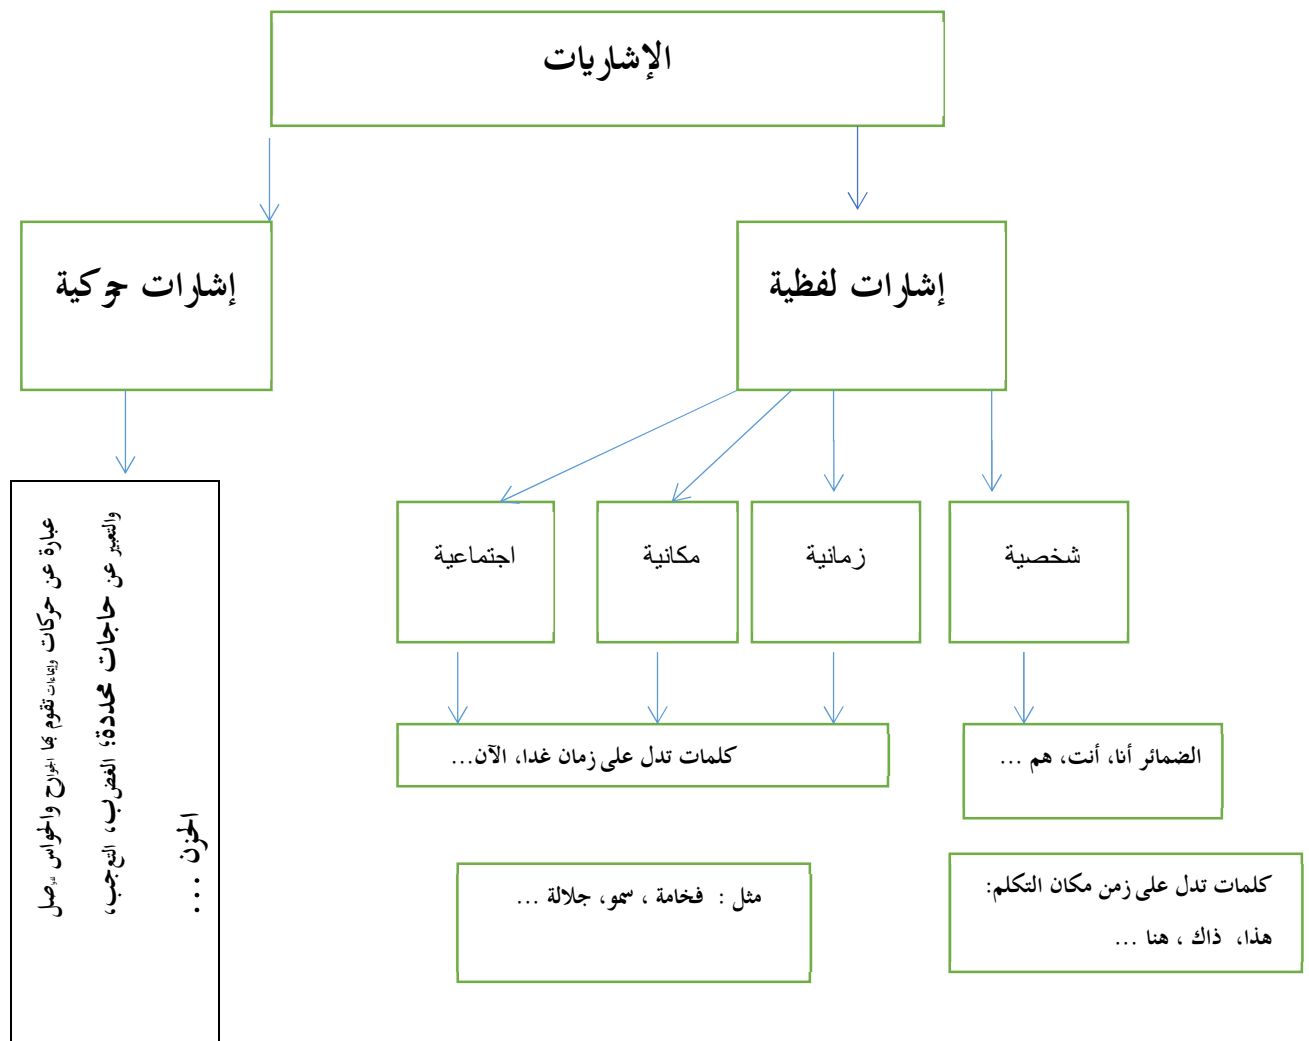 الإشاريات
إشارات لفظية
إشارات حركية
شخصية
زمانية
مكانية
اجتماعية
الضمائر أنا، أنت، هم ...
كلمات تدل على زمان غدا، الآن...
كلمات تدل على زمن مكان التكلم:
هذا، ذاك ، هنا ...
مثل : فخامة ، سمو، جلالة ...
عبارة عن حركات وإيماءات تقوم بها الجوارح والحواس
والتعبير عن حاجات محددة؛ الغضب، التعجب،
الحزن ....